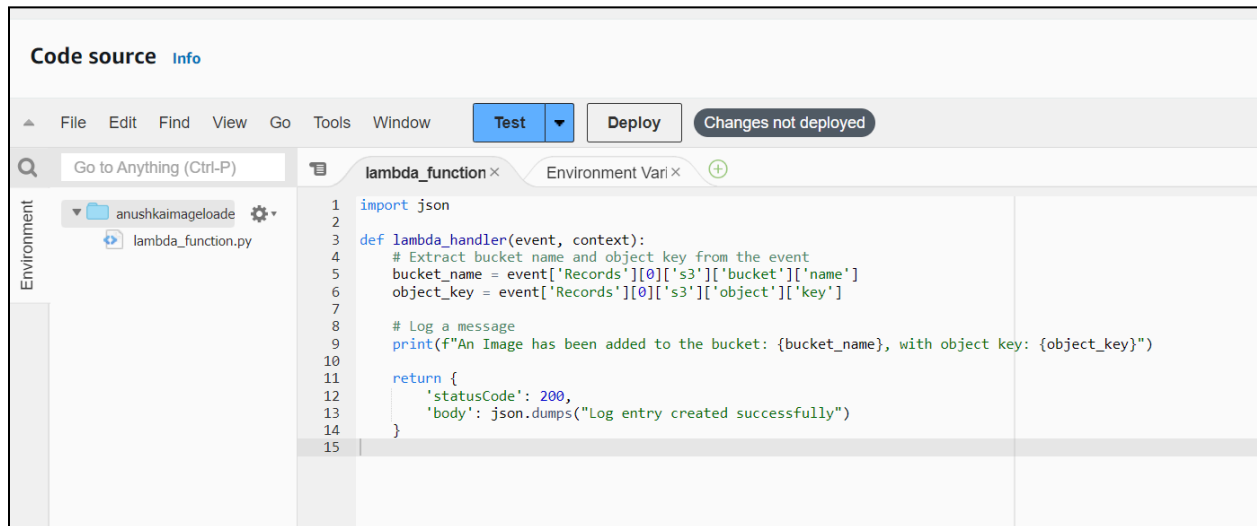 Code source Info
File Edit Find View Go Tools Window Test Deploy Changes not deployed
Go to Anything (Ctrl-P)
lambda_function × Environment Vari ×
Environment
anushkaimageloade
lambda_function.py
1 import json
2
3 def lambda_handler(event, context):
4     # Extract bucket name and object key from the event
5     bucket_name = event['Records'][0]['s3']['bucket']['name']
6     object_key = event['Records'][0]['s3']['object']['key']
7
8     # Log a message
9     print(f"An Image has been added to the bucket: {bucket_name}, with object key: {object_key}")
10
11     return {
12         'statusCode': 200,
13         'body': json.dumps("Log entry created successfully")
14     }
15